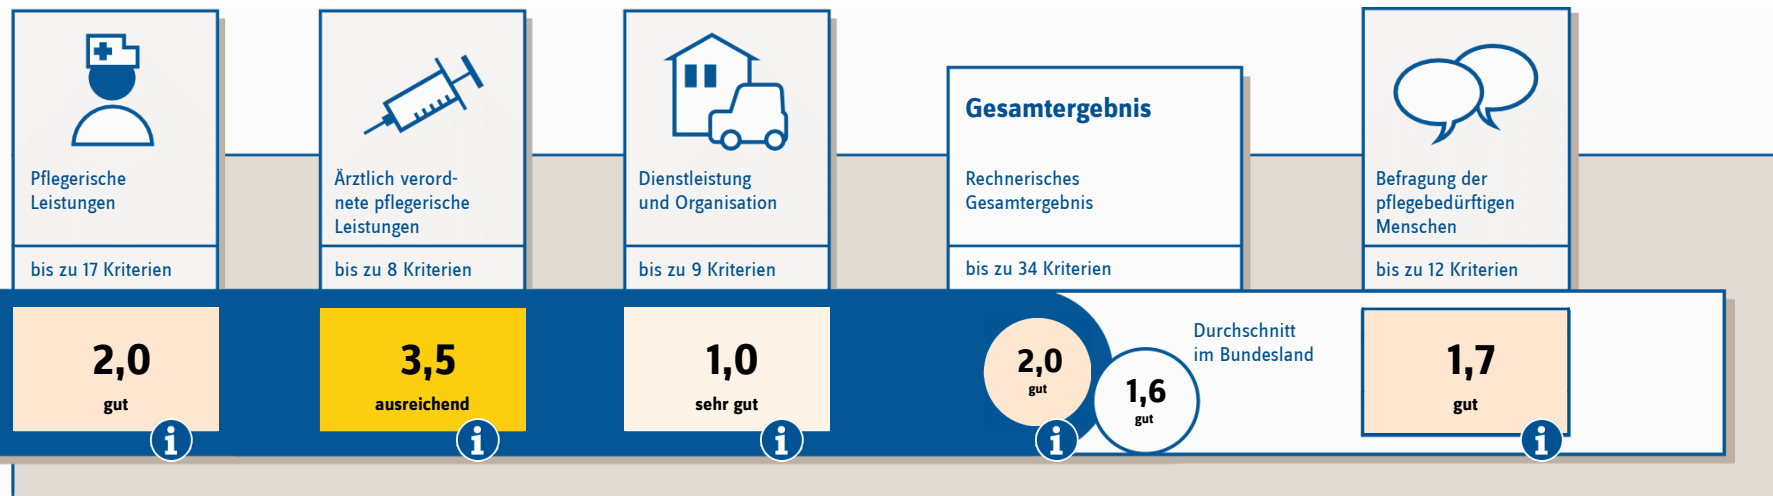 Pflegerische
Leistungen
bis zu 17 Kriterien
2,0
gut
Ärztlich verord-
nete pflegerische
Leistungen
bis zu 8 Kriterien
3,5
ausreichend
Dienstleistung
und Organisation
bis zu 9 Kriterien
1,0
sehr gut
Gesamtergebnis
Rechnerisches
Gesamtergebnis
bis zu 34 Kriterien
2,0
gut
1,6
gut
Durchschnitt
im Bundesland
Befragung der
pflegebedürftigen
Menschen
bis zu 12 Kriterien
1,7
gut
i
i
i
i
i